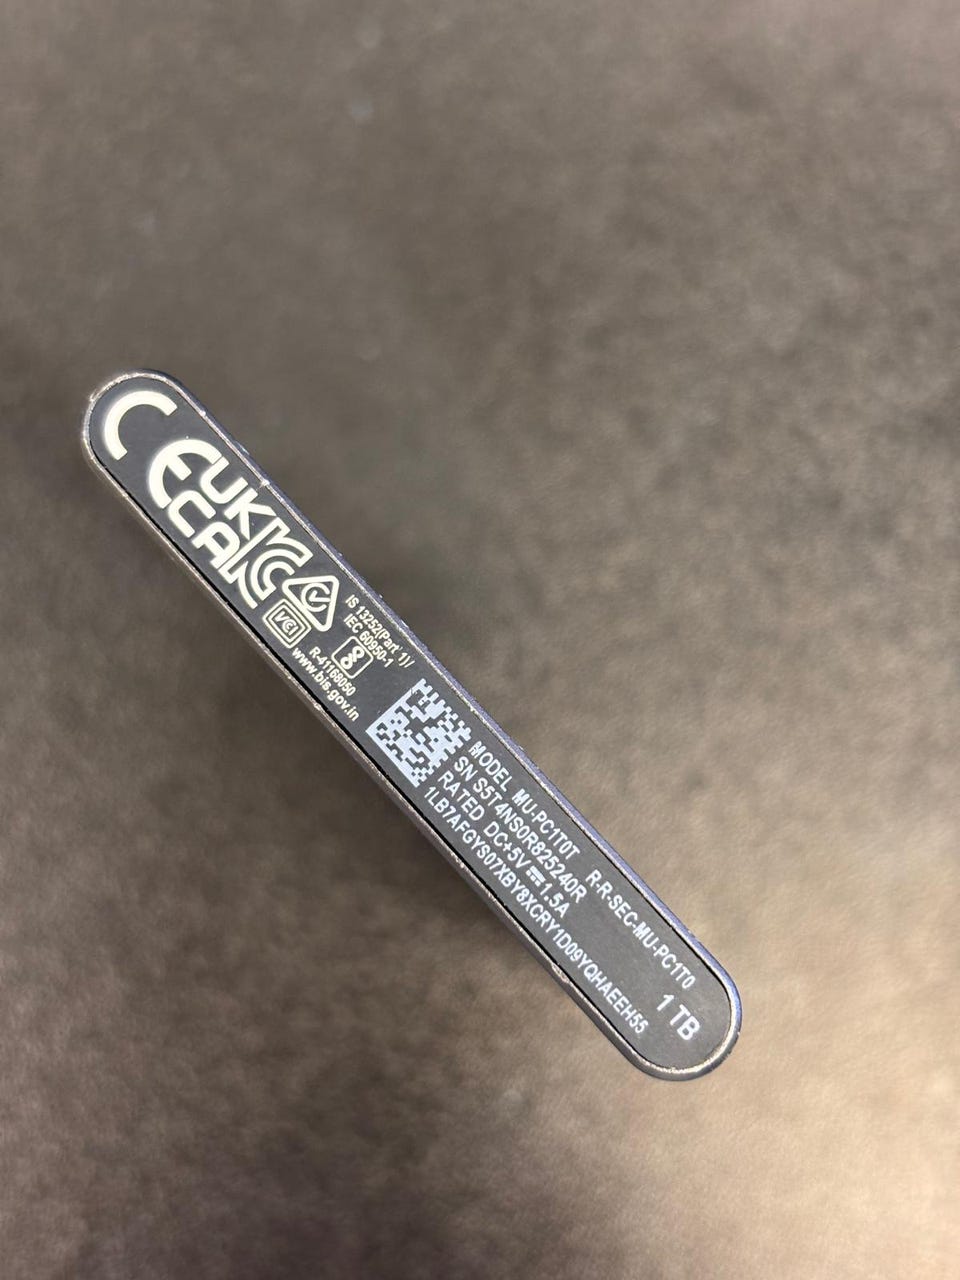 CE UK CA
IS 13252(Part 1)/
IEC 60950-1
R-41168050
www.bis.gov.in
MODEL MU-PC1T0T R-R-SEC-MU-PC1T0
SN S5T4NS0R825240R
RATED DC+5V⎓1.5A
1LB7AFGYS07XBY8XCRY1D09YQHAEEH55
1 TB